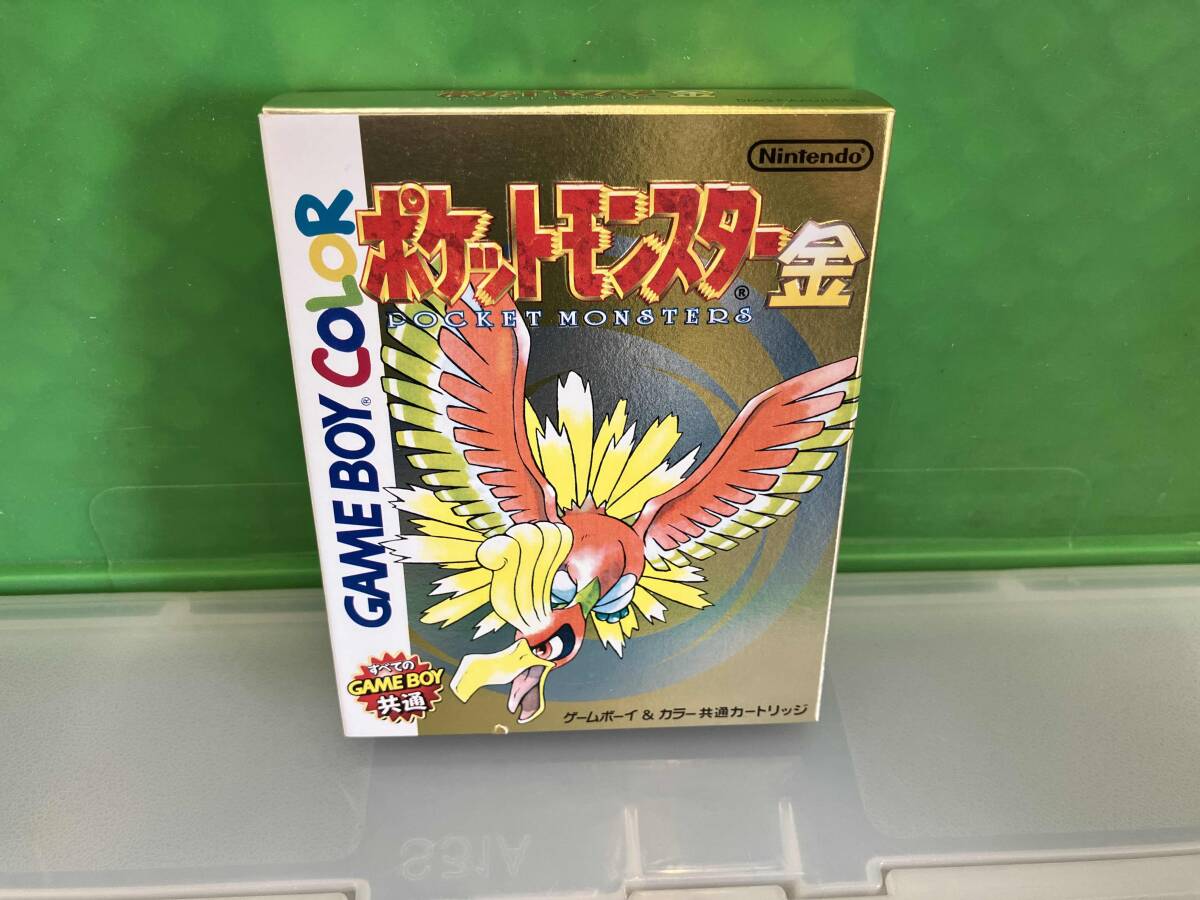 Nintendo®
ポケットモンスター金
®
POCKET MONSTERS
GAME BOY® COLOR
すべての
GAME BOY
共通
ゲームボーイ & カラー共通カートリッジ